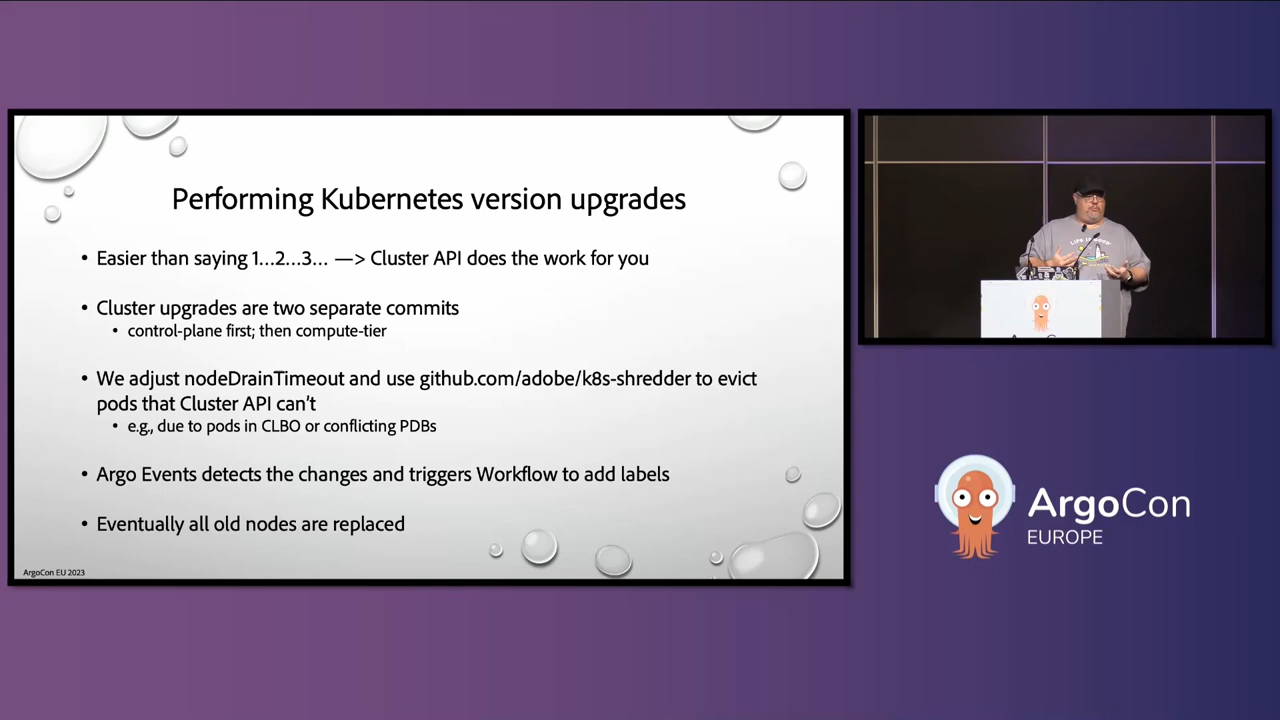 Performing Kubernetes version upgrades
• Easier than saying 1…2…3… —> Cluster API does the work for you
• Cluster upgrades are two separate commits
• control-plane first; then compute-tier
• We adjust nodeDrainTimeout and use github.com/adobe/k8s-shredder to evict
pods that Cluster API can’t
• e.g., due to pods in CLBO or conflicting PDBs
• Argo Events detects the changes and triggers Workflow to add labels
• Eventually all old nodes are replaced
ArgoCon EU 2023
LIFE IS GOOD
ArgoCon
EUROPE